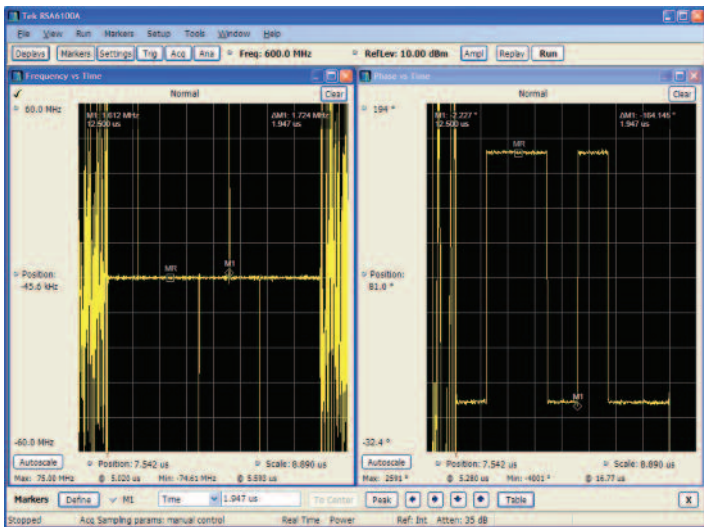 Tek RSA6100A
File View Run Markers Setup Tools Window Help
Displays Markers Settings Trig Acq Ana Freq: 600.0 MHz RefLev: 10.00 dBm Ampl Replay Run
Frequency vs Time
Normal Clear
60.0 MHz
M1: 1.612 MHz
12.500 us
ΔM1: 1.724 MHz
1.947 us
MR
M1
Position:
-45.6 kHz
-60.0 MHz
Autoscale Position: 7.542 us Scale: 8.890 us
Max: 75.00 MHz @ 5.020 us Min: -74.61 MHz @ 5.590 us
Phase vs Time
Normal Clear
194 °
M1: -2.227 °
12.500 us
ΔM1: -164.145 °
1.947 us
MR
M1
Position:
81.0 °
-32.4 °
Autoscale Position: 7.542 us Scale: 8.890 us
Max: 2591 ° @ 5.280 us Min: -4001 ° @ 16.77 us
Markers Define M1 Time 1.947 us To Center Peak Table X
Stopped Acq Sampling params: manual control Real Time Power Ref: Int Atten: 35 dB